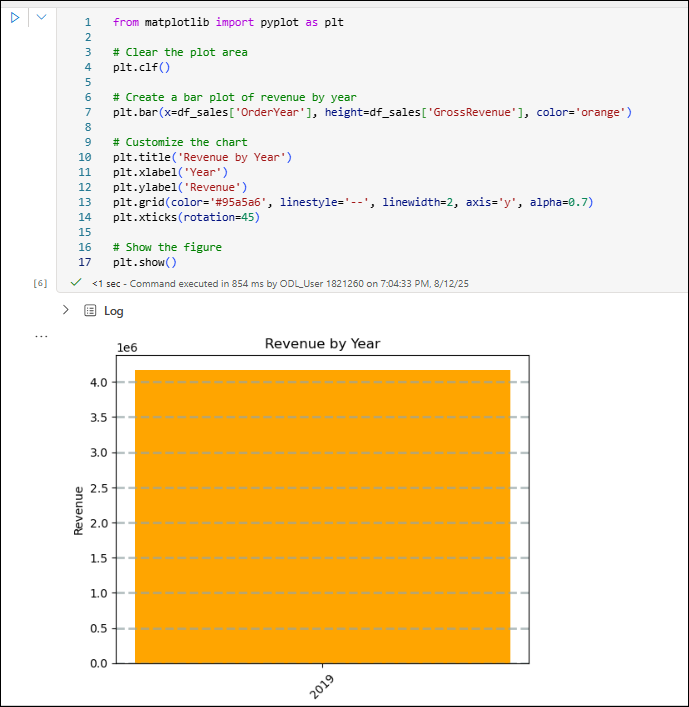 1 from matplotlib import pyplot as plt
2
3 # Clear the plot area
4 plt.clf()
5
6 # Create a bar plot of revenue by year
7 plt.bar(x=df_sales['OrderYear'], height=df_sales['GrossRevenue'], color='orange')
8
9 # Customize the chart
10 plt.title('Revenue by Year')
11 plt.xlabel('Year')
12 plt.ylabel('Revenue')
13 plt.grid(color='#95a5a6', linestyle='--', linewidth=2, axis='y', alpha=0.7)
14 plt.xticks(rotation=45)
15
16 # Show the figure
17 plt.show()
[6] <1 sec - Command executed in 854 ms by ODL_User 1821260 on 7:04:33 PM, 8/12/25
Log
...
Revenue by Year
1e6
4.0
3.5
3.0
2.5
Revenue
2.0
1.5
1.0
0.5
0.0
2019